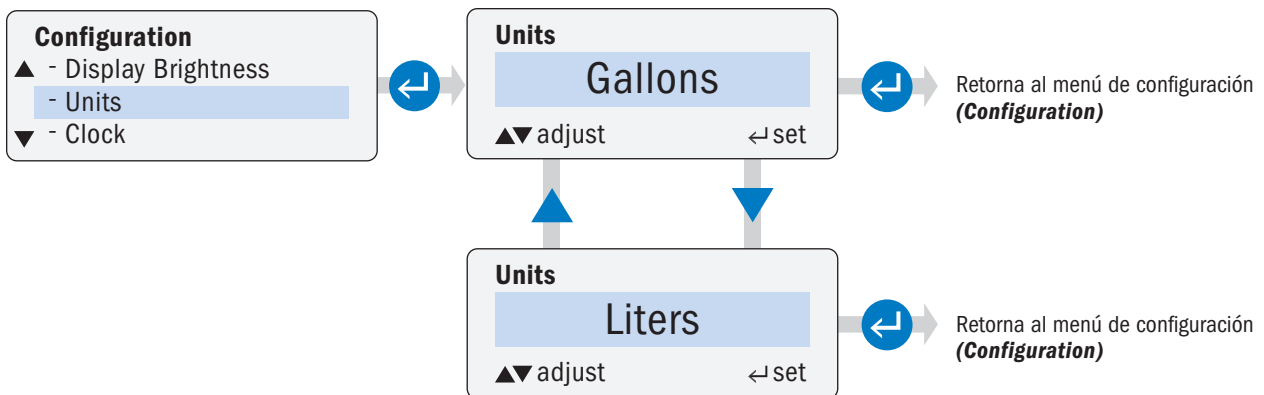 Configuration
▲ - Display Brightness
- Units
▼ - Clock
Units
Gallons
▲▼ adjust ↵ set
Retorna al menú de configuración
(Configuration)
Units
Liters
▲▼ adjust ↵ set
Retorna al menú de configuración
(Configuration)